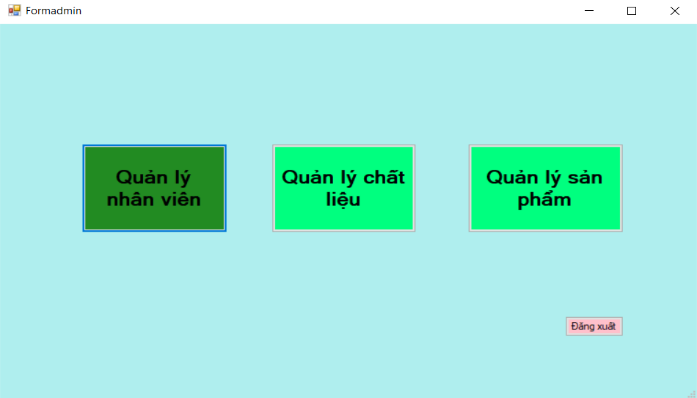 Formadmin
Quản lý
nhân viên
Quản lý chất
liệu
Quản lý sản
phẩm
Đăng xuất